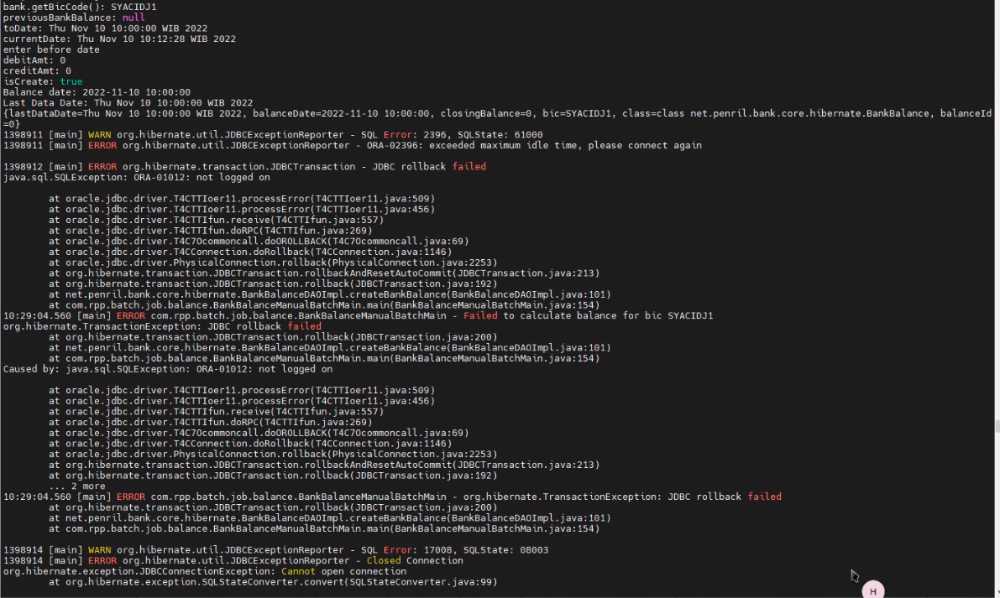 bank.getBicCode(): SYACIDJ1
previousBankBalance: null
toDate: Thu Nov 10 10:00:00 WIB 2022
currentDate: Thu Nov 10 10:12:28 WIB 2022
enter before date
debitAmt: 0
creditAmt: 0
isCreate: true
Balance date: 2022-11-10 10:00:00
Last Data Date: Thu Nov 10 10:00:00 WIB 2022
{lastDataDate=Thu Nov 10 10:00:00 WIB 2022, balanceDate=2022-11-10 10:00:00, closingBalance=0, bic=SYACIDJ1, class=class net.penril.bank.core.hibernate.BankBalance, balanceId
=0}
1398911 [main] WARN org.hibernate.util.JDBCExceptionReporter - SQL Error: 2396, SQLState: 61000
1398911 [main] ERROR org.hibernate.util.JDBCExceptionReporter - ORA-02396: exceeded maximum idle time, please connect again
1398912 [main] ERROR org.hibernate.transaction.JDBCTransaction - JDBC rollback failed
java.sql.SQLException: ORA-01012: not logged on
at oracle.jdbc.driver.T4CTTIoer11.processError(T4CTTIoer11.java:509)
at oracle.jdbc.driver.T4CTTIoer11.processError(T4CTTIoer11.java:456)
at oracle.jdbc.driver.T4CTTIfun.receive(T4CTTIfun.java:557)
at oracle.jdbc.driver.T4CTTIfun.doRPC(T4CTTIfun.java:269)
at oracle.jdbc.driver.T4C7Ocommoncall.doOROLLBACK(T4C7Ocommoncall.java:69)
at oracle.jdbc.driver.T4CConnection.doRollback(T4CConnection.java:1146)
at oracle.jdbc.driver.PhysicalConnection.rollback(PhysicalConnection.java:2253)
at org.hibernate.transaction.JDBCTransaction.rollbackAndResetAutoCommit(JDBCTransaction.java:213)
at org.hibernate.transaction.JDBCTransaction.rollback(JDBCTransaction.java:192)
at net.penril.bank.core.hibernate.BankBalanceDAOImpl.createBankBalance(BankBalanceDAOImpl.java:101)
at com.rpp.batch.job.balance.BankBalanceManualBatchMain.main(BankBalanceManualBatchMain.java:154)
10:29:04.560 [main] ERROR com.rpp.batch.job.balance.BankBalanceManualBatchMain - Failed to calculate balance for bic SYACIDJ1
org.hibernate.TransactionException: JDBC rollback failed
at org.hibernate.transaction.JDBCTransaction.rollback(JDBCTransaction.java:200)
at net.penril.bank.core.hibernate.BankBalanceDAOImpl.createBankBalance(BankBalanceDAOImpl.java:101)
at com.rpp.batch.job.balance.BankBalanceManualBatchMain.main(BankBalanceManualBatchMain.java:154)
Caused by: java.sql.SQLException: ORA-01012: not logged on
at oracle.jdbc.driver.T4CTTIoer11.processError(T4CTTIoer11.java:509)
at oracle.jdbc.driver.T4CTTIoer11.processError(T4CTTIoer11.java:456)
at oracle.jdbc.driver.T4CTTIfun.receive(T4CTTIfun.java:557)
at oracle.jdbc.driver.T4CTTIfun.doRPC(T4CTTIfun.java:269)
at oracle.jdbc.driver.T4C7Ocommoncall.doOROLLBACK(T4C7Ocommoncall.java:69)
at oracle.jdbc.driver.T4CConnection.doRollback(T4CConnection.java:1146)
at oracle.jdbc.driver.PhysicalConnection.rollback(PhysicalConnection.java:2253)
at org.hibernate.transaction.JDBCTransaction.rollbackAndResetAutoCommit(JDBCTransaction.java:213)
at org.hibernate.transaction.JDBCTransaction.rollback(JDBCTransaction.java:192)
... 2 more
10:29:04.560 [main] ERROR com.rpp.batch.job.balance.BankBalanceManualBatchMain - org.hibernate.TransactionException: JDBC rollback failed
at org.hibernate.transaction.JDBCTransaction.rollback(JDBCTransaction.java:200)
at net.penril.bank.core.hibernate.BankBalanceDAOImpl.createBankBalance(BankBalanceDAOImpl.java:101)
at com.rpp.batch.job.balance.BankBalanceManualBatchMain.main(BankBalanceManualBatchMain.java:154)
1398914 [main] WARN org.hibernate.util.JDBCExceptionReporter - SQL Error: 17008, SQLState: 08003
1398914 [main] ERROR org.hibernate.util.JDBCExceptionReporter - Closed Connection
org.hibernate.exception.JDBCConnectionException: Cannot open connection
at org.hibernate.exception.SQLStateConverter.convert(SQLStateConverter.java:99)
H